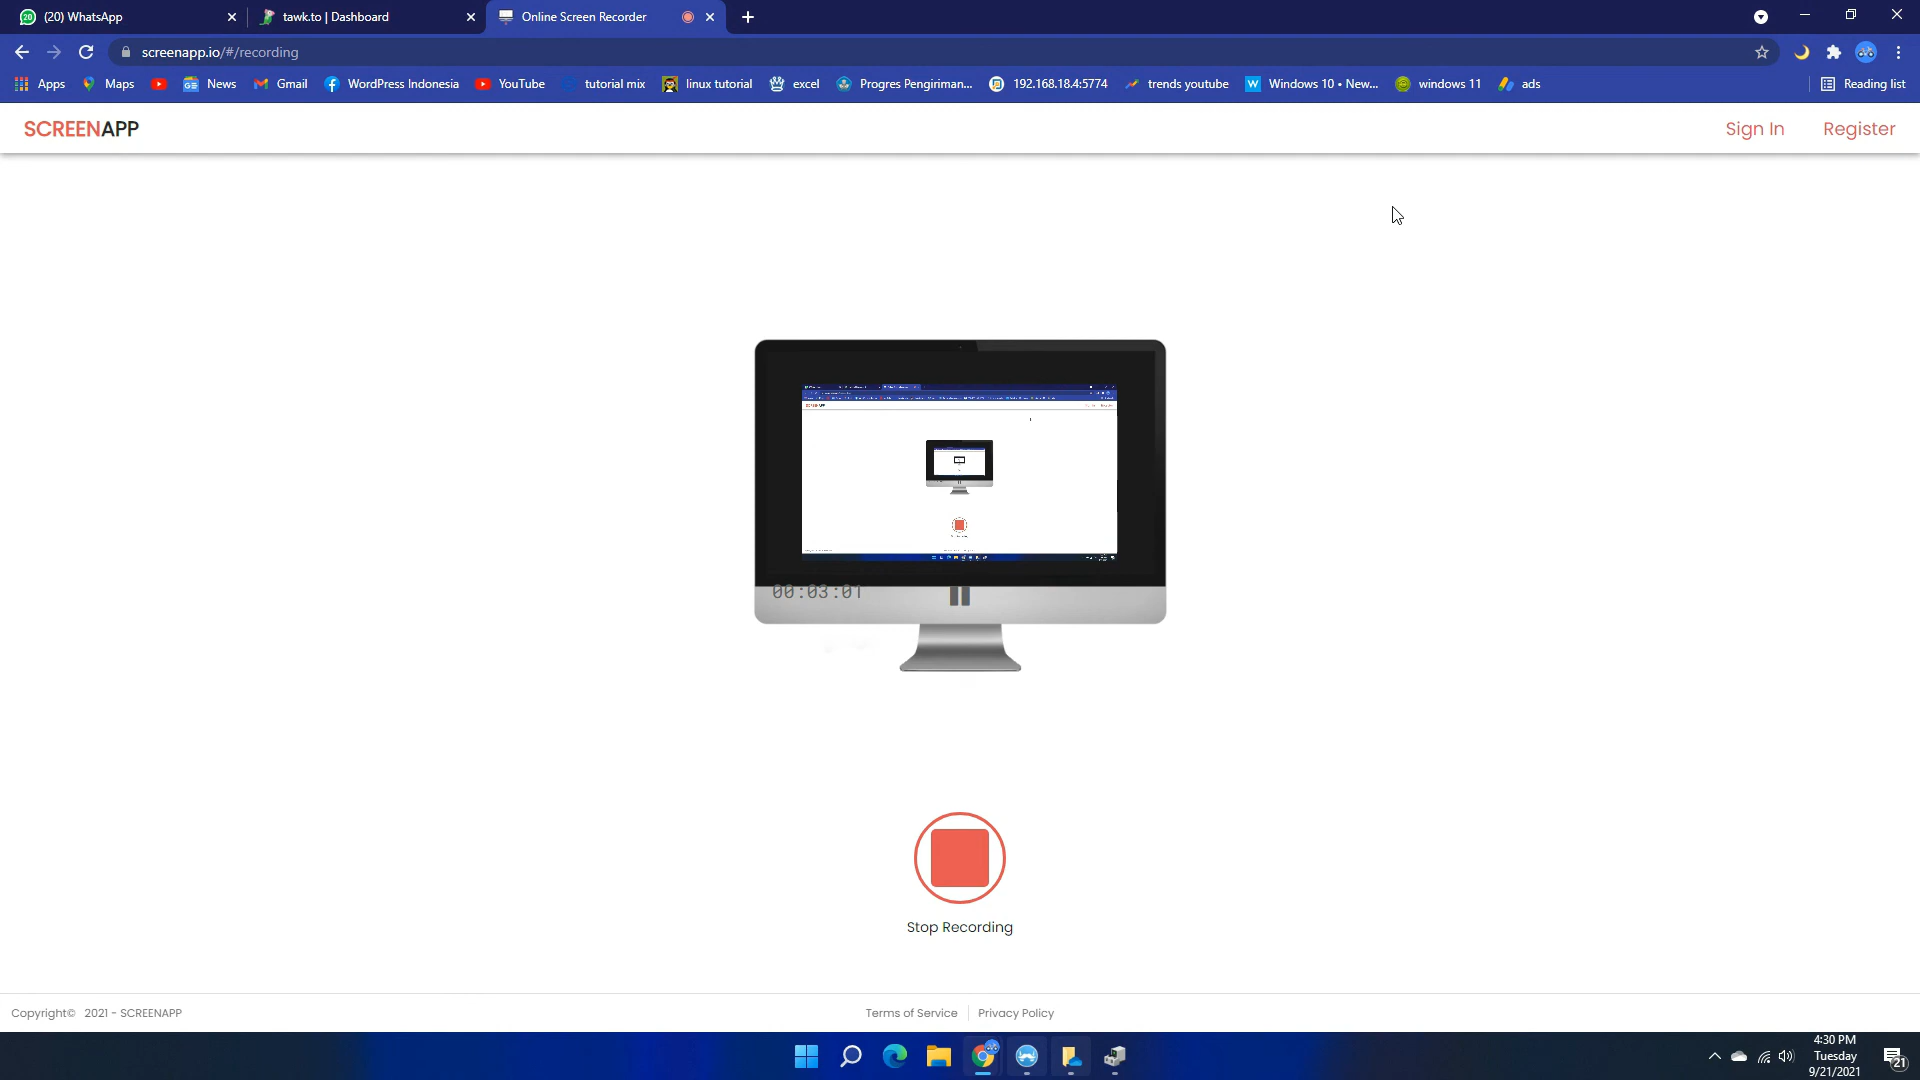 (20) WhatsApp
tawk.to | Dashboard
Online Screen Recorder
screenapp.io/#/recording
Apps
Maps
News
Gmail
WordPress Indonesia
YouTube
tutorial mix
linux tutorial
excel
Progres Pengiriman...
192.168.18.4:5774
trends youtube
Windows 10 • New...
windows 11
ads
Reading list
SCREENAPP
Sign In
Register
00:03:01
Stop Recording
Copyright© 2021 - SCREENAPP
Terms of Service
Privacy Policy
4:30 PM
Tuesday
9/21/2021
21